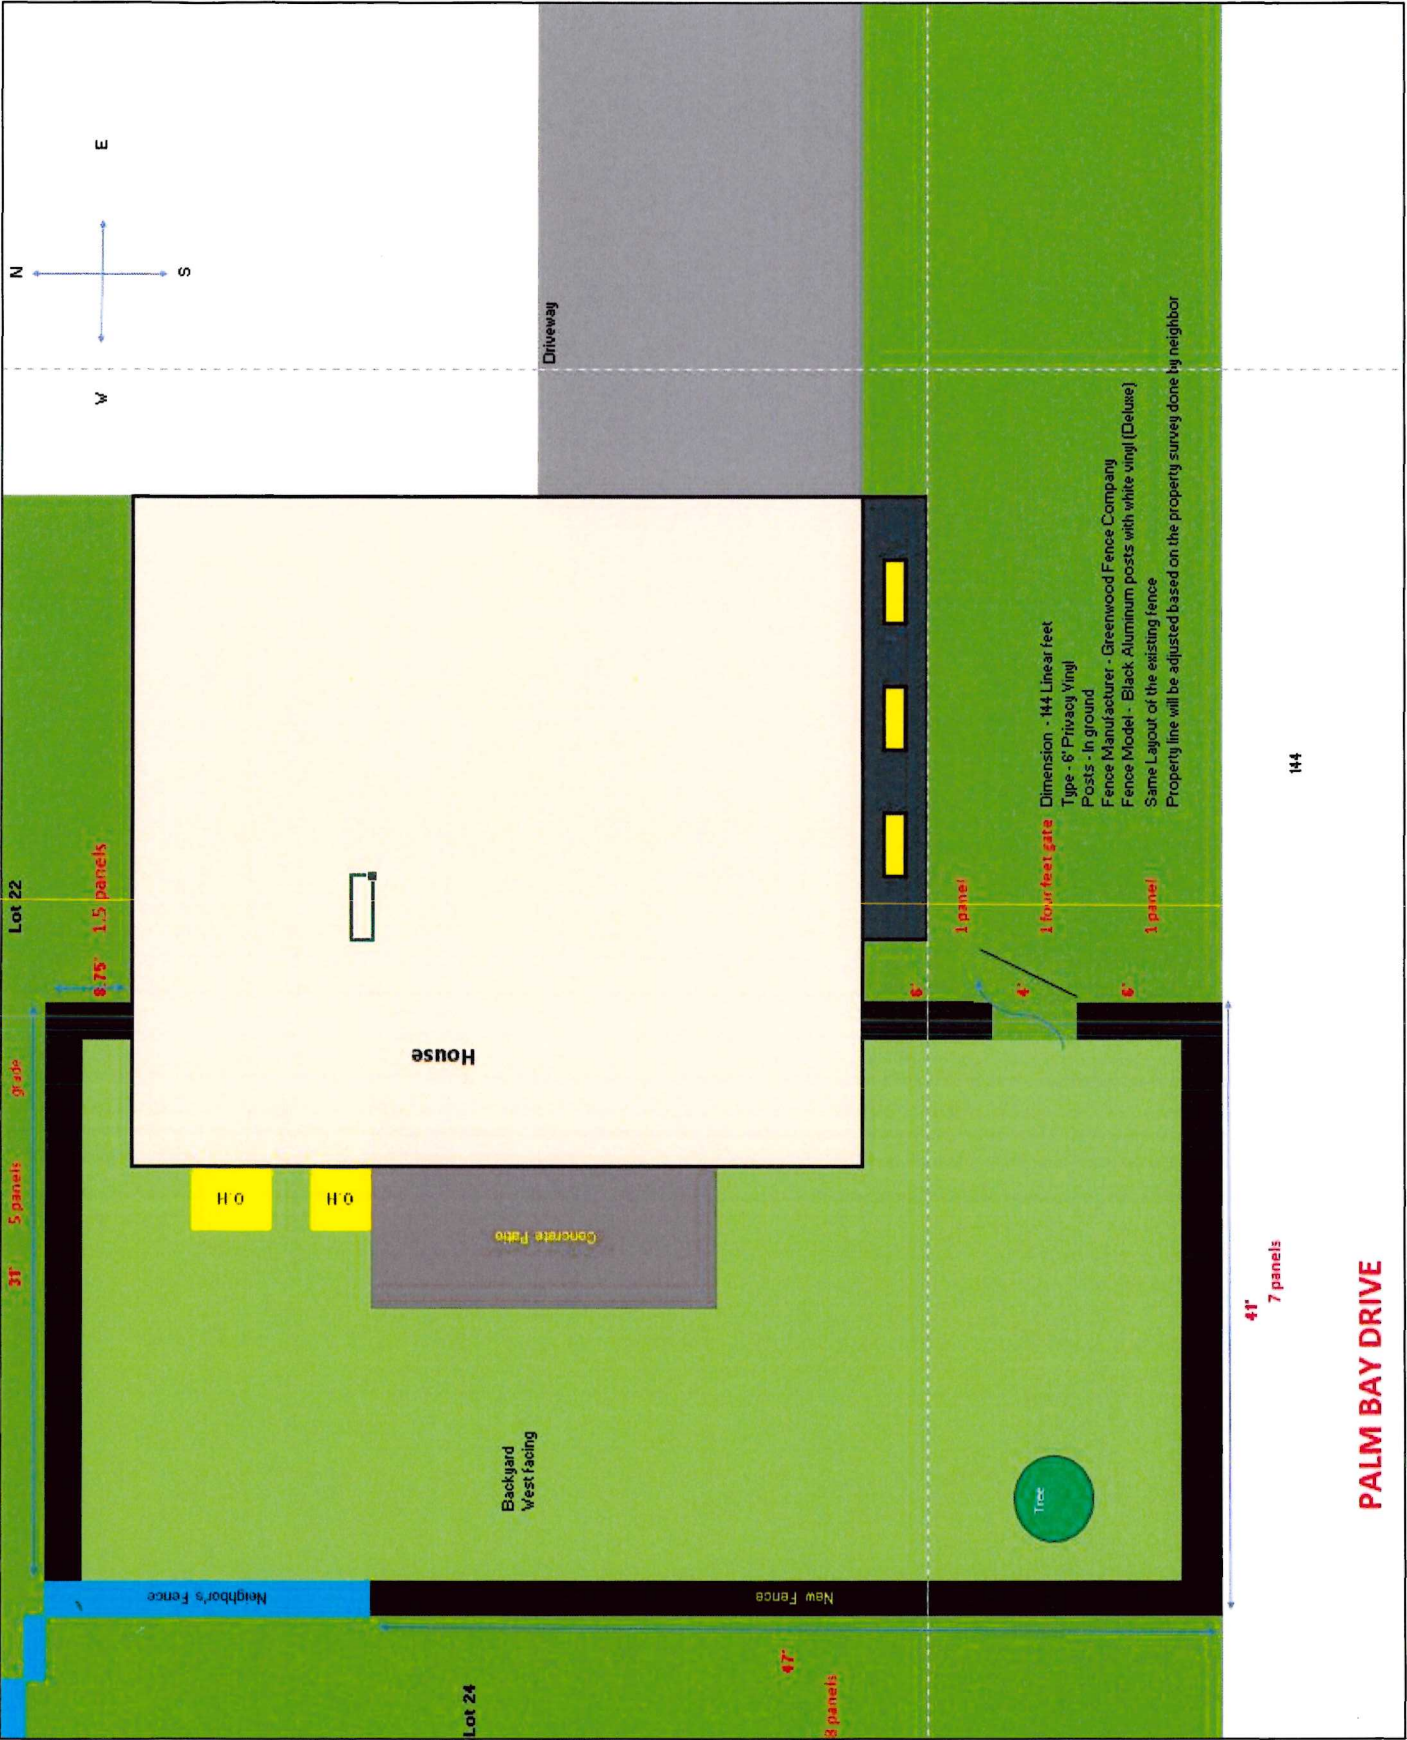 N
E
S
W
Driveway
Lot 22
8.75' 1.5 panels
31' 5 panels grade
House
O.H
O.H
Concrete Patio
Backyard
West facing
Tree
Neighbor's Fence
New Fence
Lot 24
47'
8 panels
6'
4'
6'
1 panel
1 four feet gate
1 panel
Dimension - 144 Linear feet
Type - 6' Privacy Vinyl
Posts - In ground
Fence Manufacturer - Greenwood Fence Company
Fence Model - Black Aluminum posts with white vinyl (Deluxe)
Same Layout of the existing fence
Property line will be adjusted based on the property survey done by neighbor
144
41'
7 panels
PALM BAY DRIVE